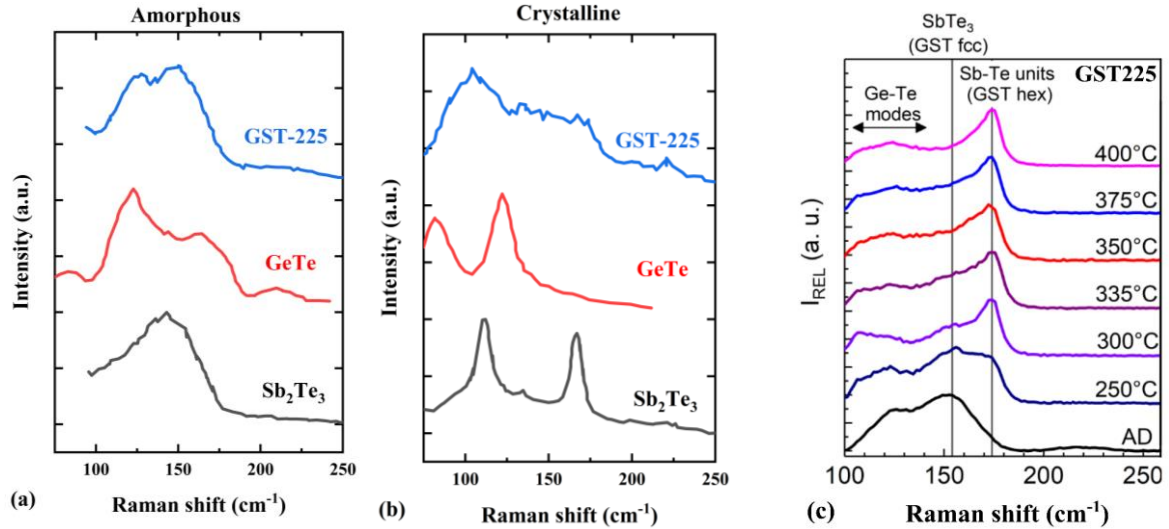 Amorphous
Intensity (a.u.)
GST-225
GeTe
Sb₂Te₃
100 150 200 250
(a) Raman shift (cm⁻¹)
Crystalline
Intensity (a.u.)
GST-225
GeTe
Sb₂Te₃
100 150 200 250
(b) Raman shift (cm⁻¹)
SbTe₃
(GST fcc)
Sb-Te units
(GST hex)
GST225
Ge-Te
modes
I_REL (a. u.)
400°C
375°C
350°C
335°C
300°C
250°C
AD
100 150 200 250
(c) Raman shift (cm⁻¹)